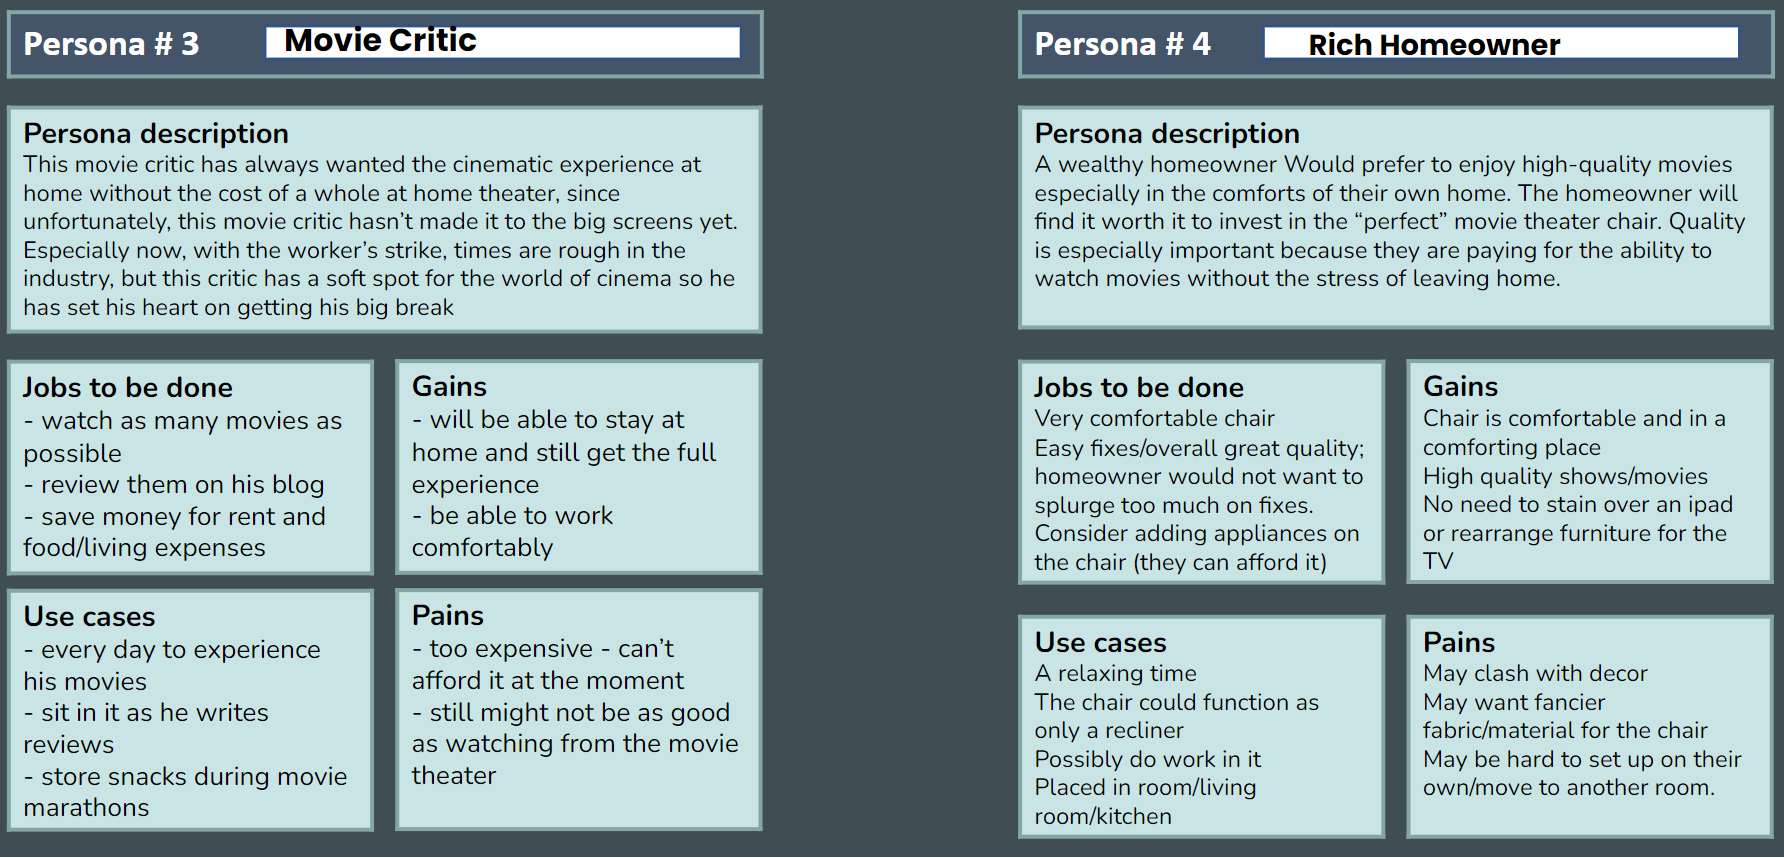 Persona # 3
Movie Critic
Persona description
This movie critic has always wanted the cinematic experience at
home without the cost of a whole at home theater, since
unfortunately, this movie critic hasn't made it to the big screens yet.
Especially now, with the worker's strike, times are rough in the
industry, but this critic has a soft spot for the world of cinema so he
has set his heart on getting his big break
Jobs to be done
- watch as many movies as
possible
- review them on his blog
- save money for rent and
food/living expenses
Gains
- will be able to stay at
home and still get the full
experience
- be able to work
comfortably
Use cases
- every day to experience
his movies
- sit in it as he writes
reviews
- store snacks during movie
marathons
Pains
- too expensive - can't
afford it at the moment
- still might not be as good
as watching from the movie
theater
Persona # 4
Rich Homeowner
Persona description
A wealthy homeowner Would prefer to enjoy high-quality movies
especially in the comforts of their own home. The homeowner will
find it worth it to invest in the “perfect” movie theater chair. Quality
is especially important because they are paying for the ability to
watch movies without the stress of leaving home.
Jobs to be done
Very comfortable chair
Easy fixes/overall great quality;
homeowner would not want to
splurge too much on fixes.
Consider adding appliances on
the chair (they can afford it)
Gains
Chair is comfortable and in a
comforting place
High quality shows/movies
No need to stain over an ipad
or rearrange furniture for the
TV
Use cases
A relaxing time
The chair could function as
only a recliner
Possibly do work in it
Placed in room/living
room/kitchen
Pains
May clash with decor
May want fancier
fabric/material for the chair
May be hard to set up on their
own/move to another room.